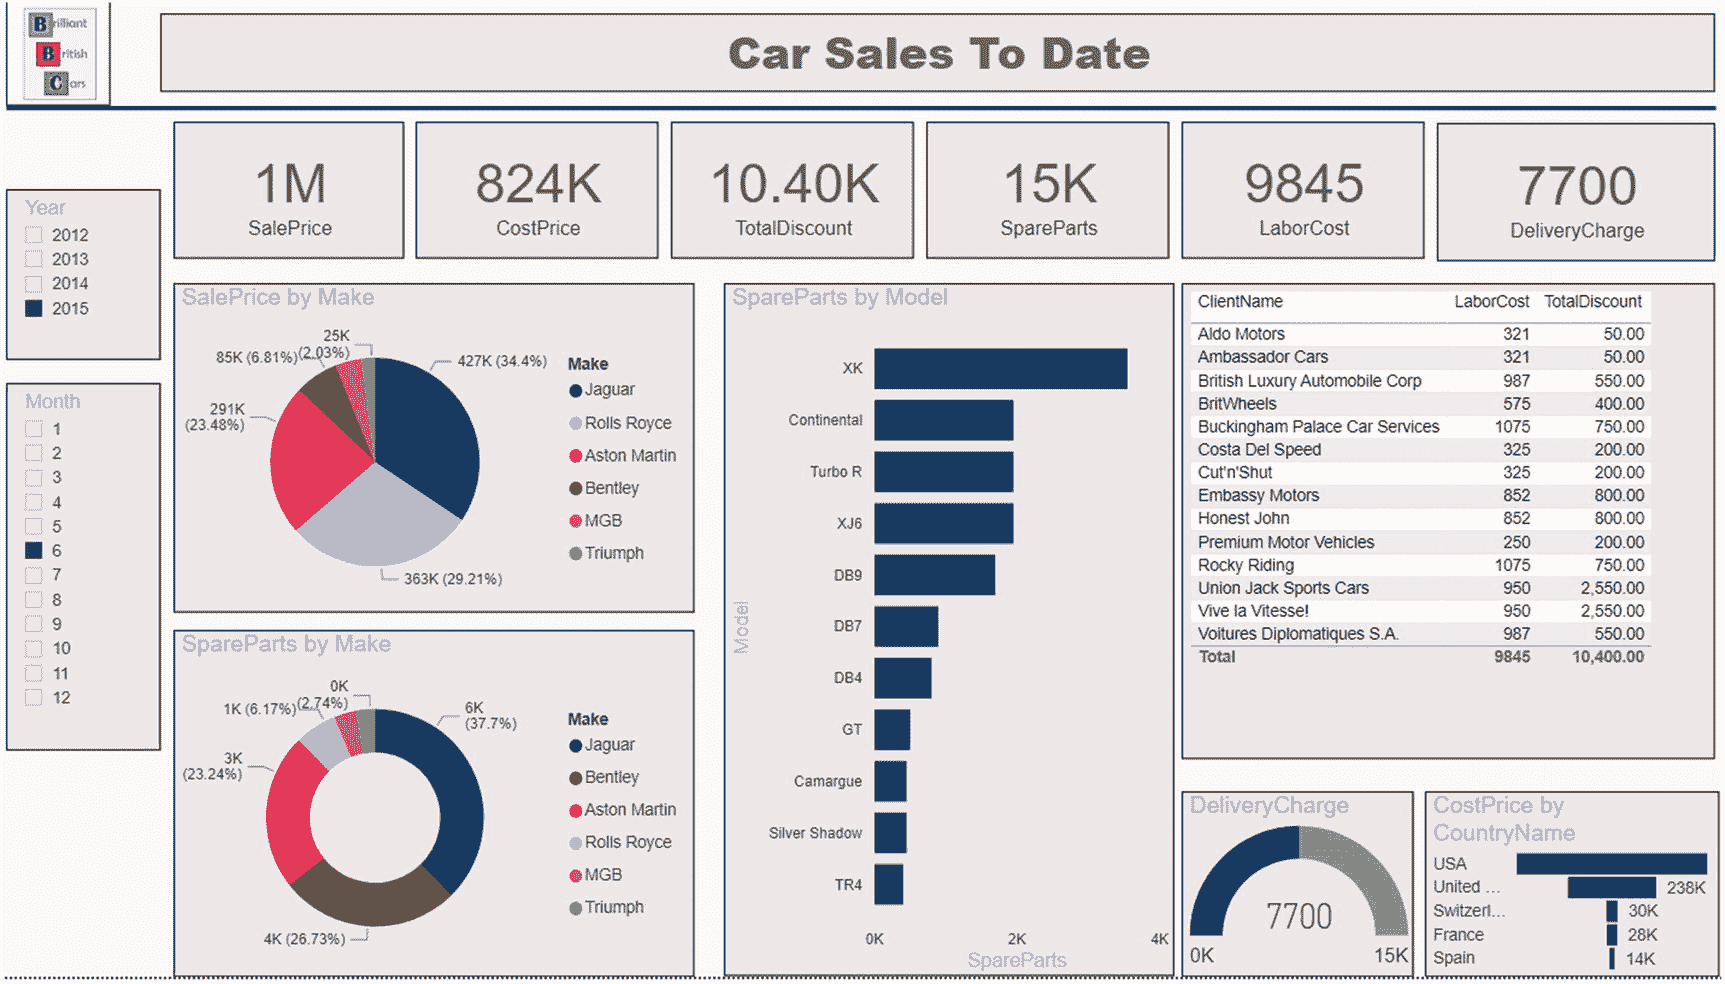 Brilliant
British
Cars
Car Sales To Date
1M
SalePrice
824K
CostPrice
10.40K
TotalDiscount
15K
SpareParts
9845
LaborCost
7700
DeliveryCharge
Year
2012
2013
2014
2015
Month
1
2
3
4
5
6
7
8
9
10
11
12
SalePrice by Make
25K
(2.03%)
85K (6.81%)
427K (34.4%)
291K
(23.48%)
363K (29.21%)
Make
Jaguar
Rolls Royce
Aston Martin
Bentley
MGB
Triumph
SpareParts by Make
0K
(2.74%)
1K (6.17%)
6K
(37.7%)
3K
(23.24%)
4K (26.73%)
Make
Jaguar
Bentley
Aston Martin
Rolls Royce
MGB
Triumph
SpareParts by Model
Model
XK
Continental
Turbo R
XJ6
DB9
DB7
DB4
GT
Camargue
Silver Shadow
TR4
0K 2K 4K
SpareParts
ClientName LaborCost TotalDiscount
Aldo Motors 321 50.00
Ambassador Cars 321 50.00
British Luxury Automobile Corp 987 550.00
BritWheels 575 400.00
Buckingham Palace Car Services 1075 750.00
Costa Del Speed 325 200.00
Cut'n'Shut 325 200.00
Embassy Motors 852 800.00
Honest John 852 800.00
Premium Motor Vehicles 250 200.00
Rocky Riding 1075 750.00
Union Jack Sports Cars 950 2,550.00
Vive la Vitesse! 950 2,550.00
Voitures Diplomatiques S.A. 987 550.00
Total 9845 10,400.00
DeliveryCharge
7700
0K 15K
CostPrice by
CountryName
USA
United ... 238K
Switzerl... 30K
France 28K
Spain 14K